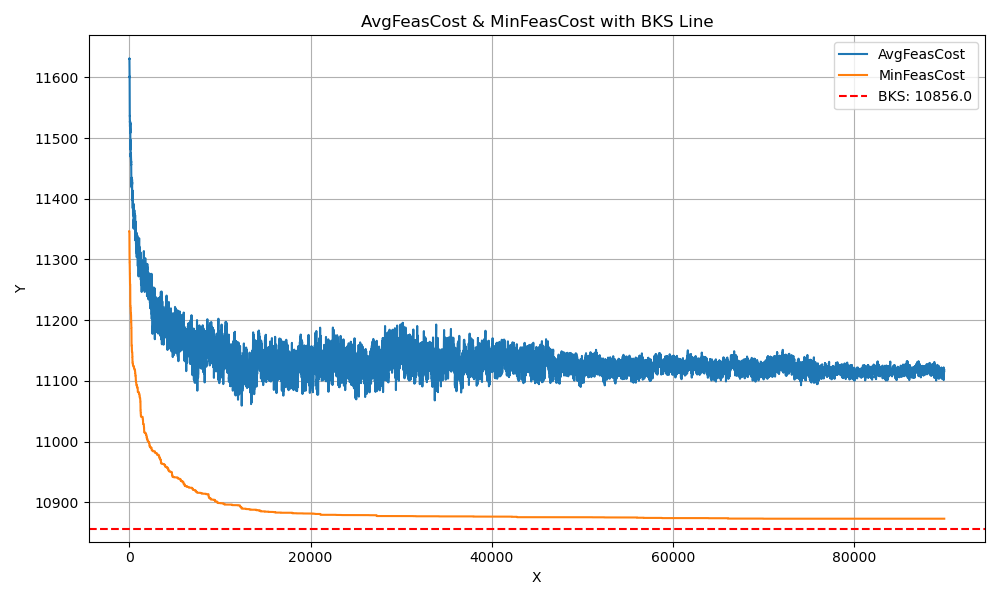 AvgFeasCost & MinFeasCost with BKS Line
AvgFeasCost
MinFeasCost
BKS: 10856.0
Y
11600
11500
11400
11300
11200
11100
11000
10900
0
20000
40000
60000
80000
X